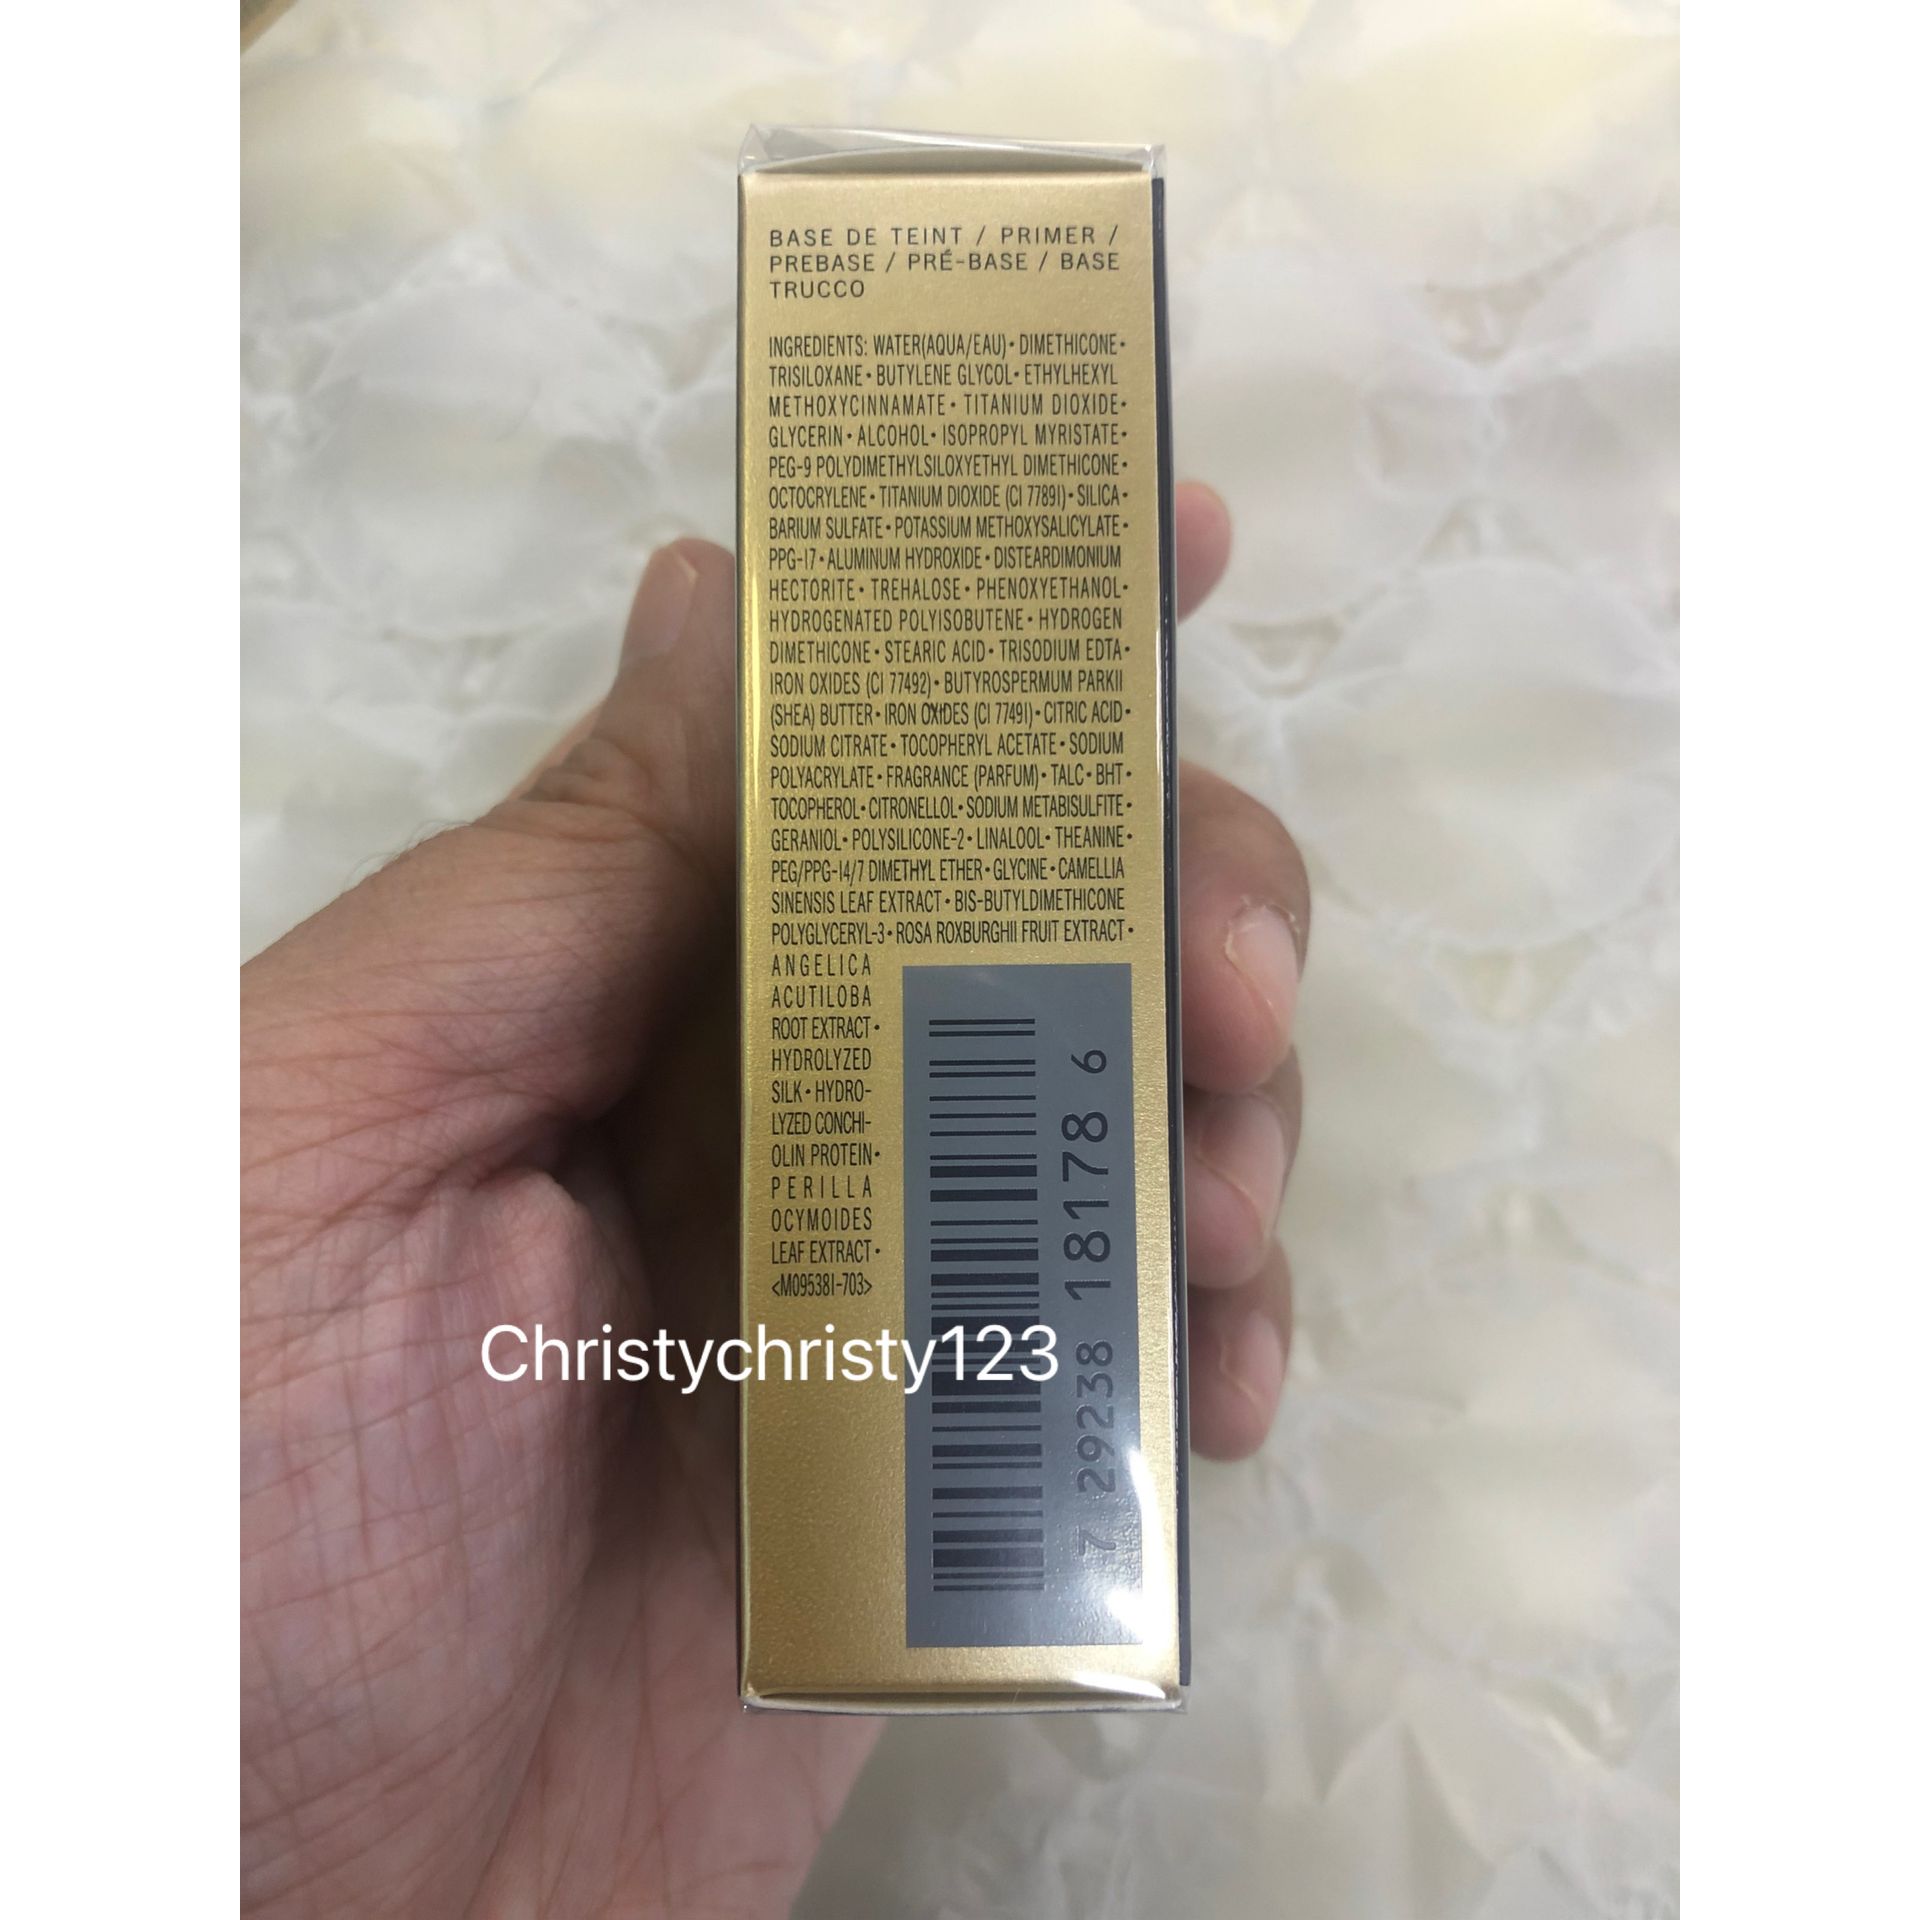 BASE DE TEINT / PRIMER /
PREBASE / PRÉ-BASE / BASE
TRUCCO
INGREDIENTS: WATER(AQUA/EAU)• DIMETHICONE•
TRISILOXANE• BUTYLENE GLYCOL• ETHYLHEXYL
METHOXYCINNAMATE• TITANIUM DIOXIDE•
GLYCERIN• ALCOHOL• ISOPROPYL MYRISTATE•
PEG-9 POLYDIMETHYLSILOXYETHYL DIMETHICONE•
OCTOCRYLENE• TITANIUM DIOXIDE (CI 77891)• SILICA•
BARIUM SULFATE• POTASSIUM METHOXYSALICYLATE•
PPG-17• ALUMINUM HYDROXIDE• DISTEARDIMONIUM
HECTORITE• TREHALOSE• PHENOXYETHANOL•
HYDROGENATED POLYISOBUTENE• HYDROGEN
DIMETHICONE• STEARIC ACID• TRISODIUM EDTA•
IRON OXIDES (CI 77492)• BUTYROSPERMUM PARKII
(SHEA) BUTTER• IRON OXIDES (CI 77491)• CITRIC ACID•
SODIUM CITRATE• TOCOPHERYL ACETATE• SODIUM
POLYACRYLATE• FRAGRANCE (PARFUM)• TALC• BHT•
TOCOPHEROL• CITRONELLOL• SODIUM METABISULFITE•
GERANIOL• POLYSILICONE-2• LINALOOL• THEANINE•
PEG/PPG-14/7 DIMETHYL ETHER• GLYCINE• CAMELLIA
SINENSIS LEAF EXTRACT• BIS-BUTYLDIMETHICONE
POLYGLYCERYL-3• ROSA ROXBURGHII FRUIT EXTRACT•
ANGELICA
ACUTILOBA
ROOT EXTRACT•
HYDROLYZED
SILK• HYDRO-
LYZED CONCHI-
OLIN PROTEIN•
PERILLA
OCYMOIDES
LEAF EXTRACT•
<M095381-703>
7 29238 18178 6
Christychristy123